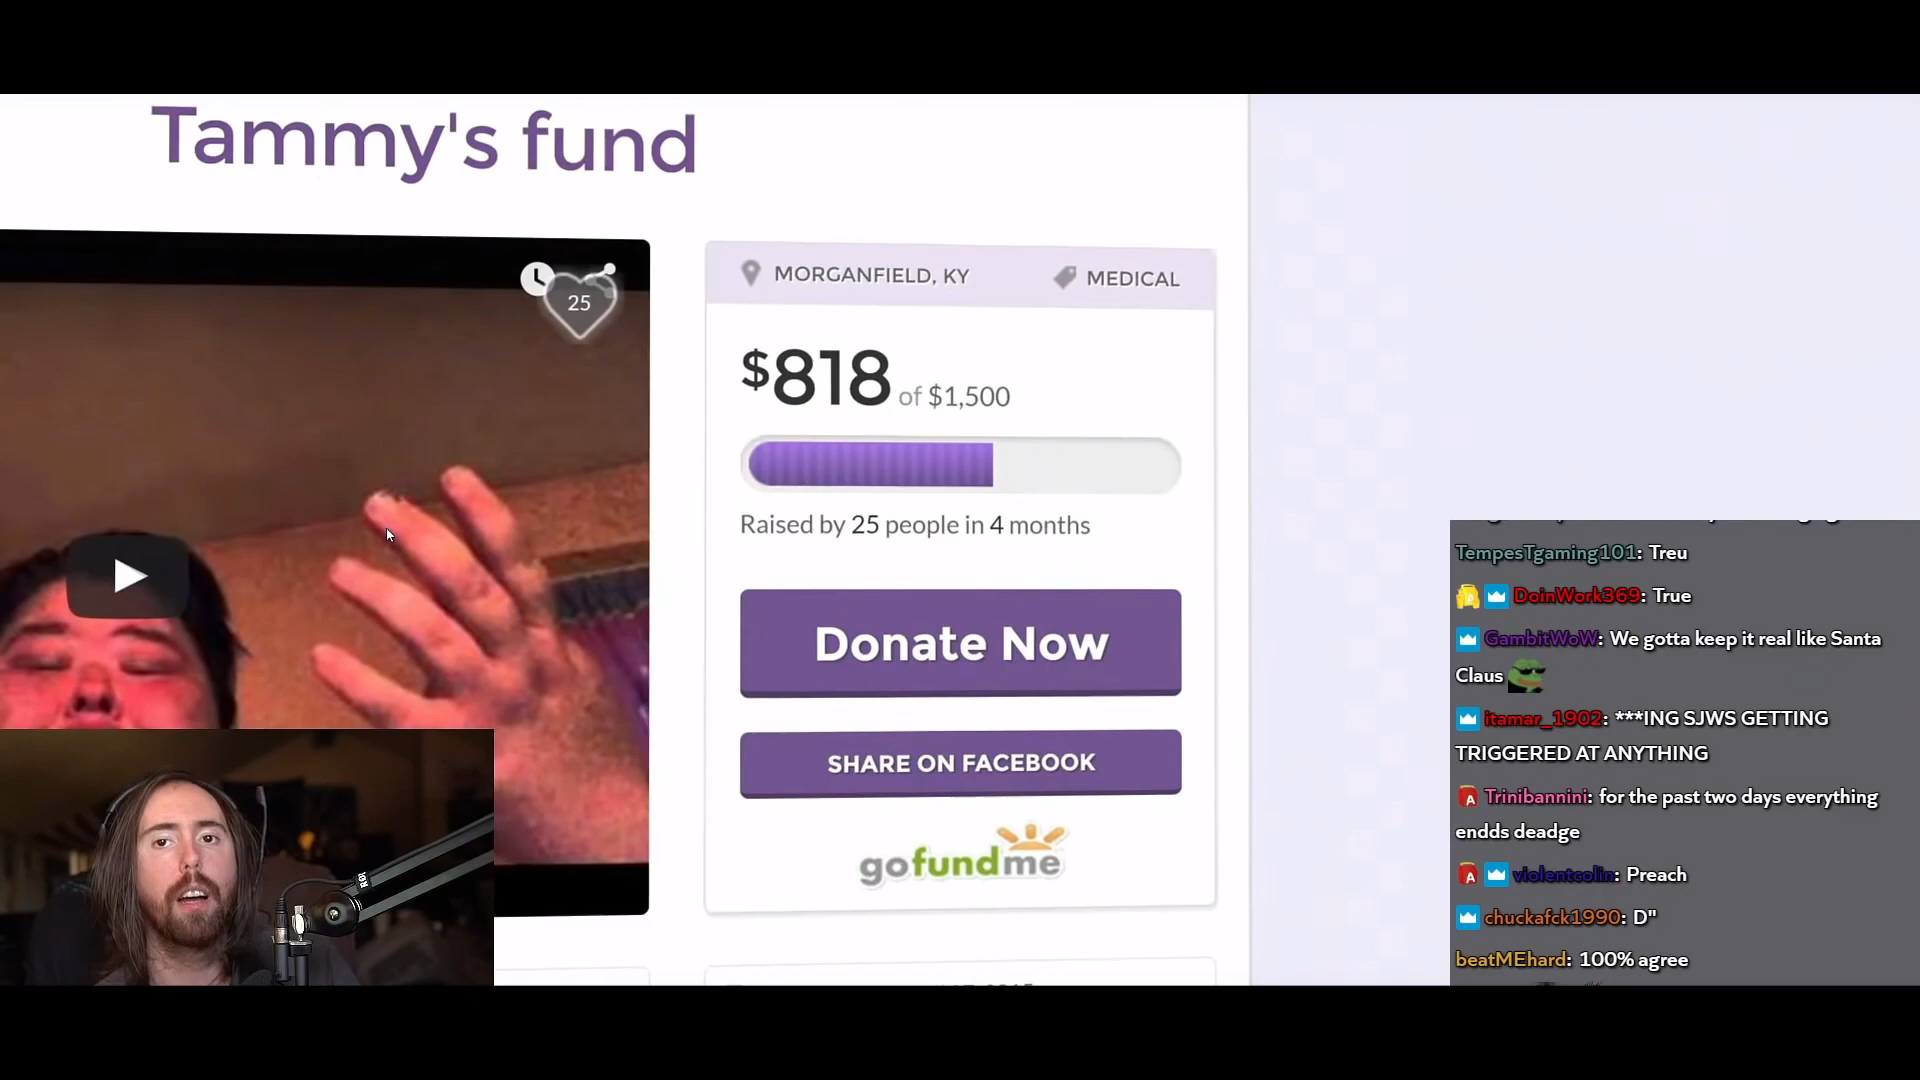 Tammy's fund
25
MORGANFIELD, KY
MEDICAL
$818 of $1,500
Raised by 25 people in 4 months
Donate Now
SHARE ON FACEBOOK
gofundme
TempesTgaming101: Treu
DoinWork369: True
GambitWoW: We gotta keep it real like Santa
Claus
itamar_1902: ***ING SJWS GETTING
TRIGGERED AT ANYTHING
Trinibannini: for the past two days everything
endds deadge
violentcolin: Preach
chuckafck1990: D"
beatMEhard: 100% agree